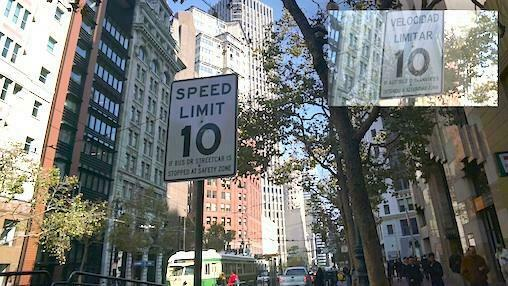 SPEED
LIMIT
10
IF BUS OR STREETCAR IS
STOPPED AT SAFETY ZONE
VELOCIDAD
LIMITAR
10